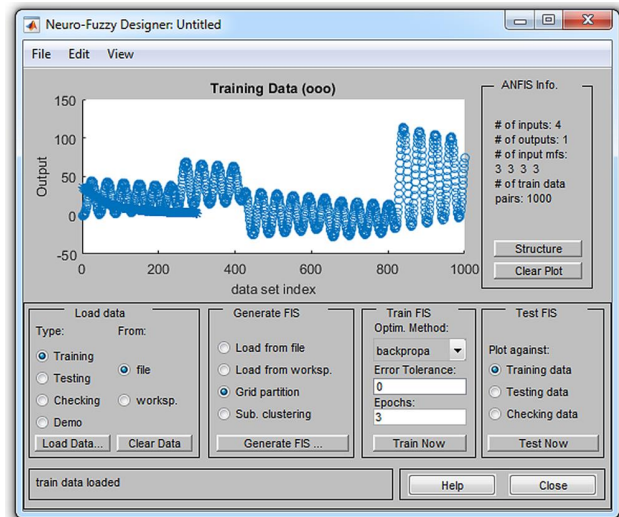 Neuro-Fuzzy Designer: Untitled
File Edit View
Training Data (ooo)
150
100
50
0
-50
Output
0 200 400 600 800 1000
data set index
ANFIS Info.
# of inputs: 4
# of outputs: 1
# of input mfs:
3 3 3 3
# of train data
pairs: 1000
Structure
Clear Plot
Load data
Type: From:
Training
file
Testing
Checking
worksp.
Demo
Load Data...
Clear Data
Generate FIS
Load from file
Load from worksp.
Grid partition
Sub. clustering
Generate FIS ...
Train FIS
Optim. Method:
backpropa
Error Tolerance:
0
Epochs:
3
Train Now
Test FIS
Plot against:
Training data
Testing data
Checking data
Test Now
train data loaded
Help
Close